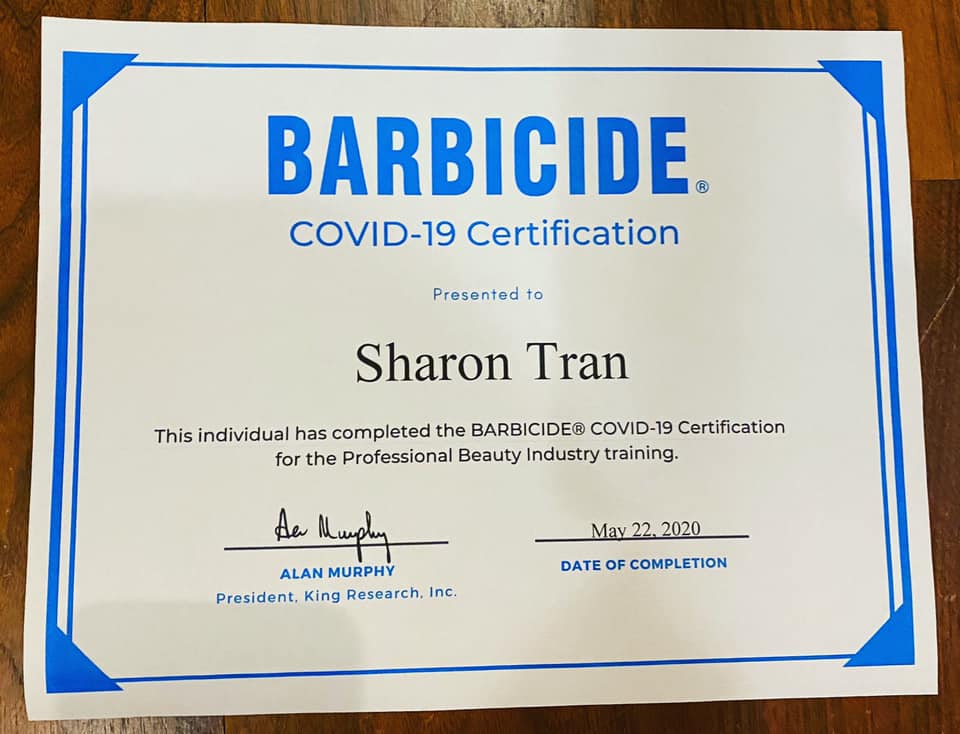 BARBICIDE®
COVID-19 Certification
Presented to
Sharon Tran
This individual has completed the BARBICIDE® COVID-19 Certification
for the Professional Beauty Industry training.
May 22, 2020
ALAN MURPHY
DATE OF COMPLETION
President, King Research, Inc.